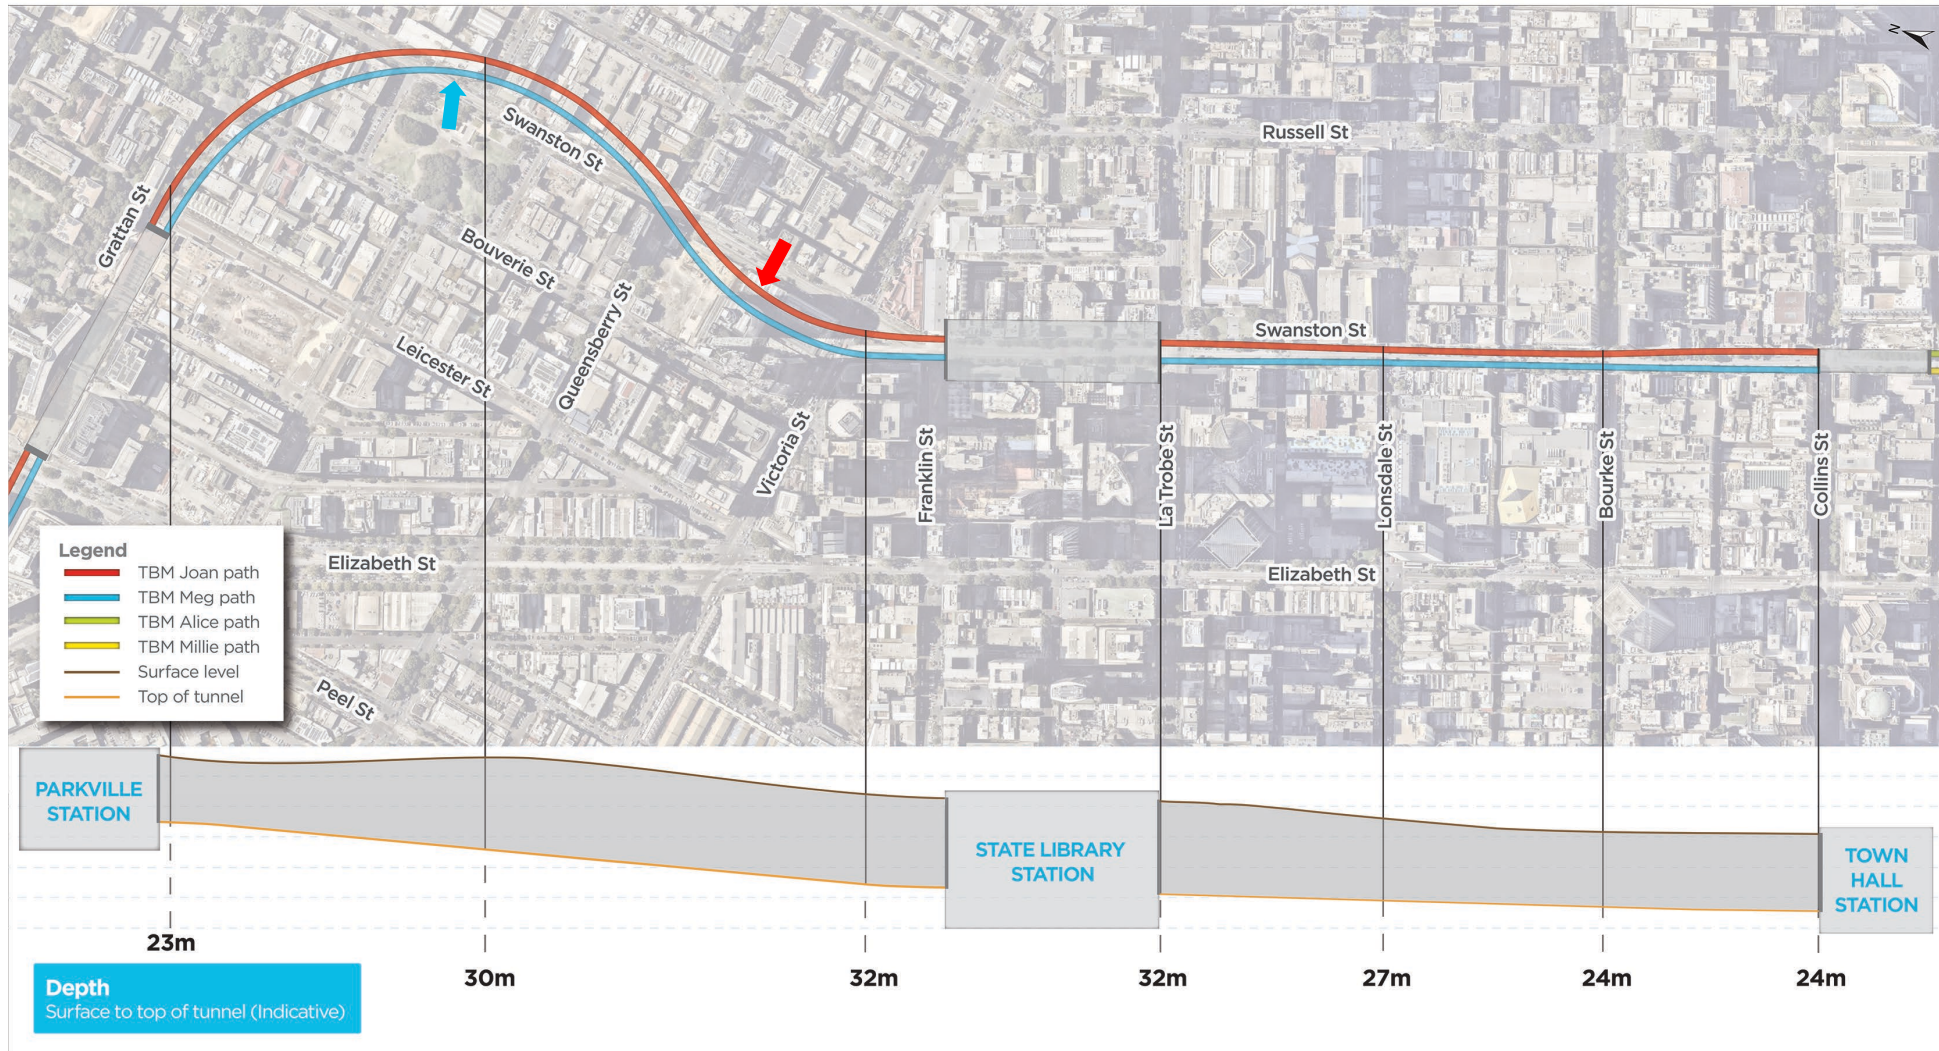 N
Russell St
Swanston St
Grattan St
Bouverie St
Queensberry St
Leicester St
Swanston St
Victoria St
Franklin St
La Trobe St
Lonsdale St
Bourke St
Collins St
Elizabeth St
Elizabeth St
Peel St
Legend
TBM Joan path
TBM Meg path
TBM Alice path
TBM Millie path
Surface level
Top of tunnel
PARKVILLE
STATION
STATE LIBRARY
STATION
TOWN
HALL
STATION
23m
30m
32m
32m
27m
24m
24m
Depth
Surface to top of tunnel (Indicative)